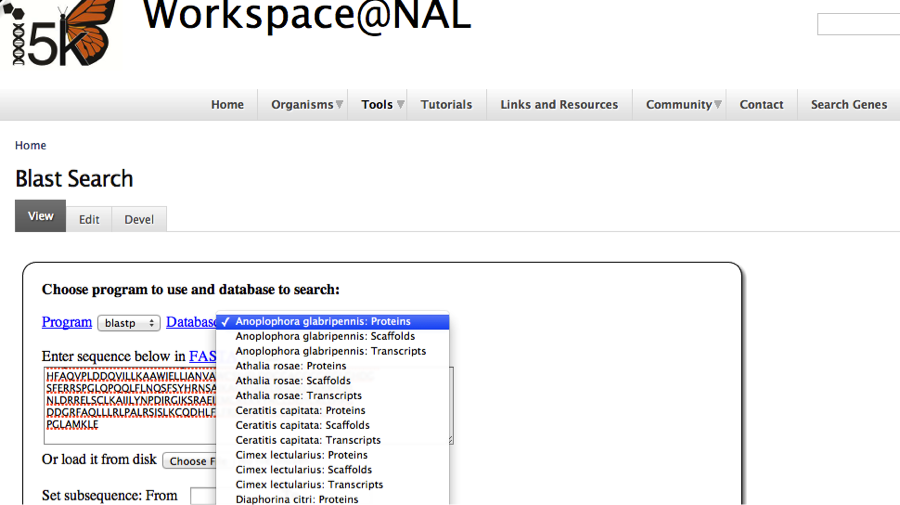 i5k
Workspace@NAL
Home Organisms Tools Tutorials Links and Resources Community Contact Search Genes
Home
Blast Search
View Edit Devel
Choose program to use and database to search:
Program blastp Database
Anoplophora glabripennis: Proteins
Anoplophora glabripennis: Scaffolds
Anoplophora glabripennis: Transcripts
Athalia rosae: Proteins
Athalia rosae: Scaffolds
Athalia rosae: Transcripts
Ceratitis capitata: Proteins
Ceratitis capitata: Scaffolds
Ceratitis capitata: Transcripts
Cimex lectularius: Proteins
Cimex lectularius: Scaffolds
Cimex lectularius: Transcripts
Diaphorina citri: Proteins
Enter sequence below in FAS
HFAQVPLDDQVILLKAAWIELLIANVA
SFERRSPGLQPQQLFLNQSFSYHRNSA
NLDRRELSCLKAIILYNPDIRGIKSRAEI
DDGRFAQLLLRLPALRSISLKCQDHLF
PGLAMKLE
Or load it from disk Choose F
Set subsequence: From